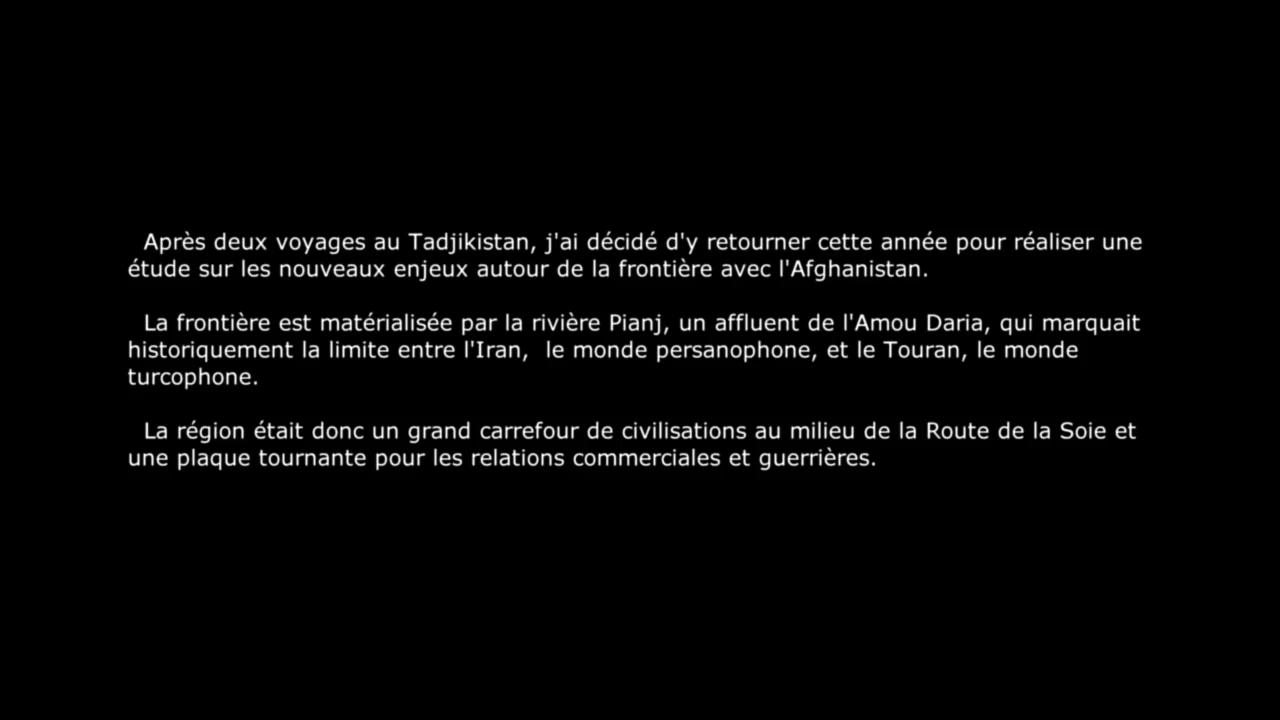 Après deux voyages au Tadjikistan, j'ai décidé d'y retourner cette année pour réaliser une
étude sur les nouveaux enjeux autour de la frontière avec l'Afghanistan.
La frontière est matérialisée par la rivière Pianj, un affluent de l'Amou Daria, qui marquait
historiquement la limite entre l'Iran,  le monde persanophone, et le Touran, le monde
turcophone.
La région était donc un grand carrefour de civilisations au milieu de la Route de la Soie et
une plaque tournante pour les relations commerciales et guerrières.